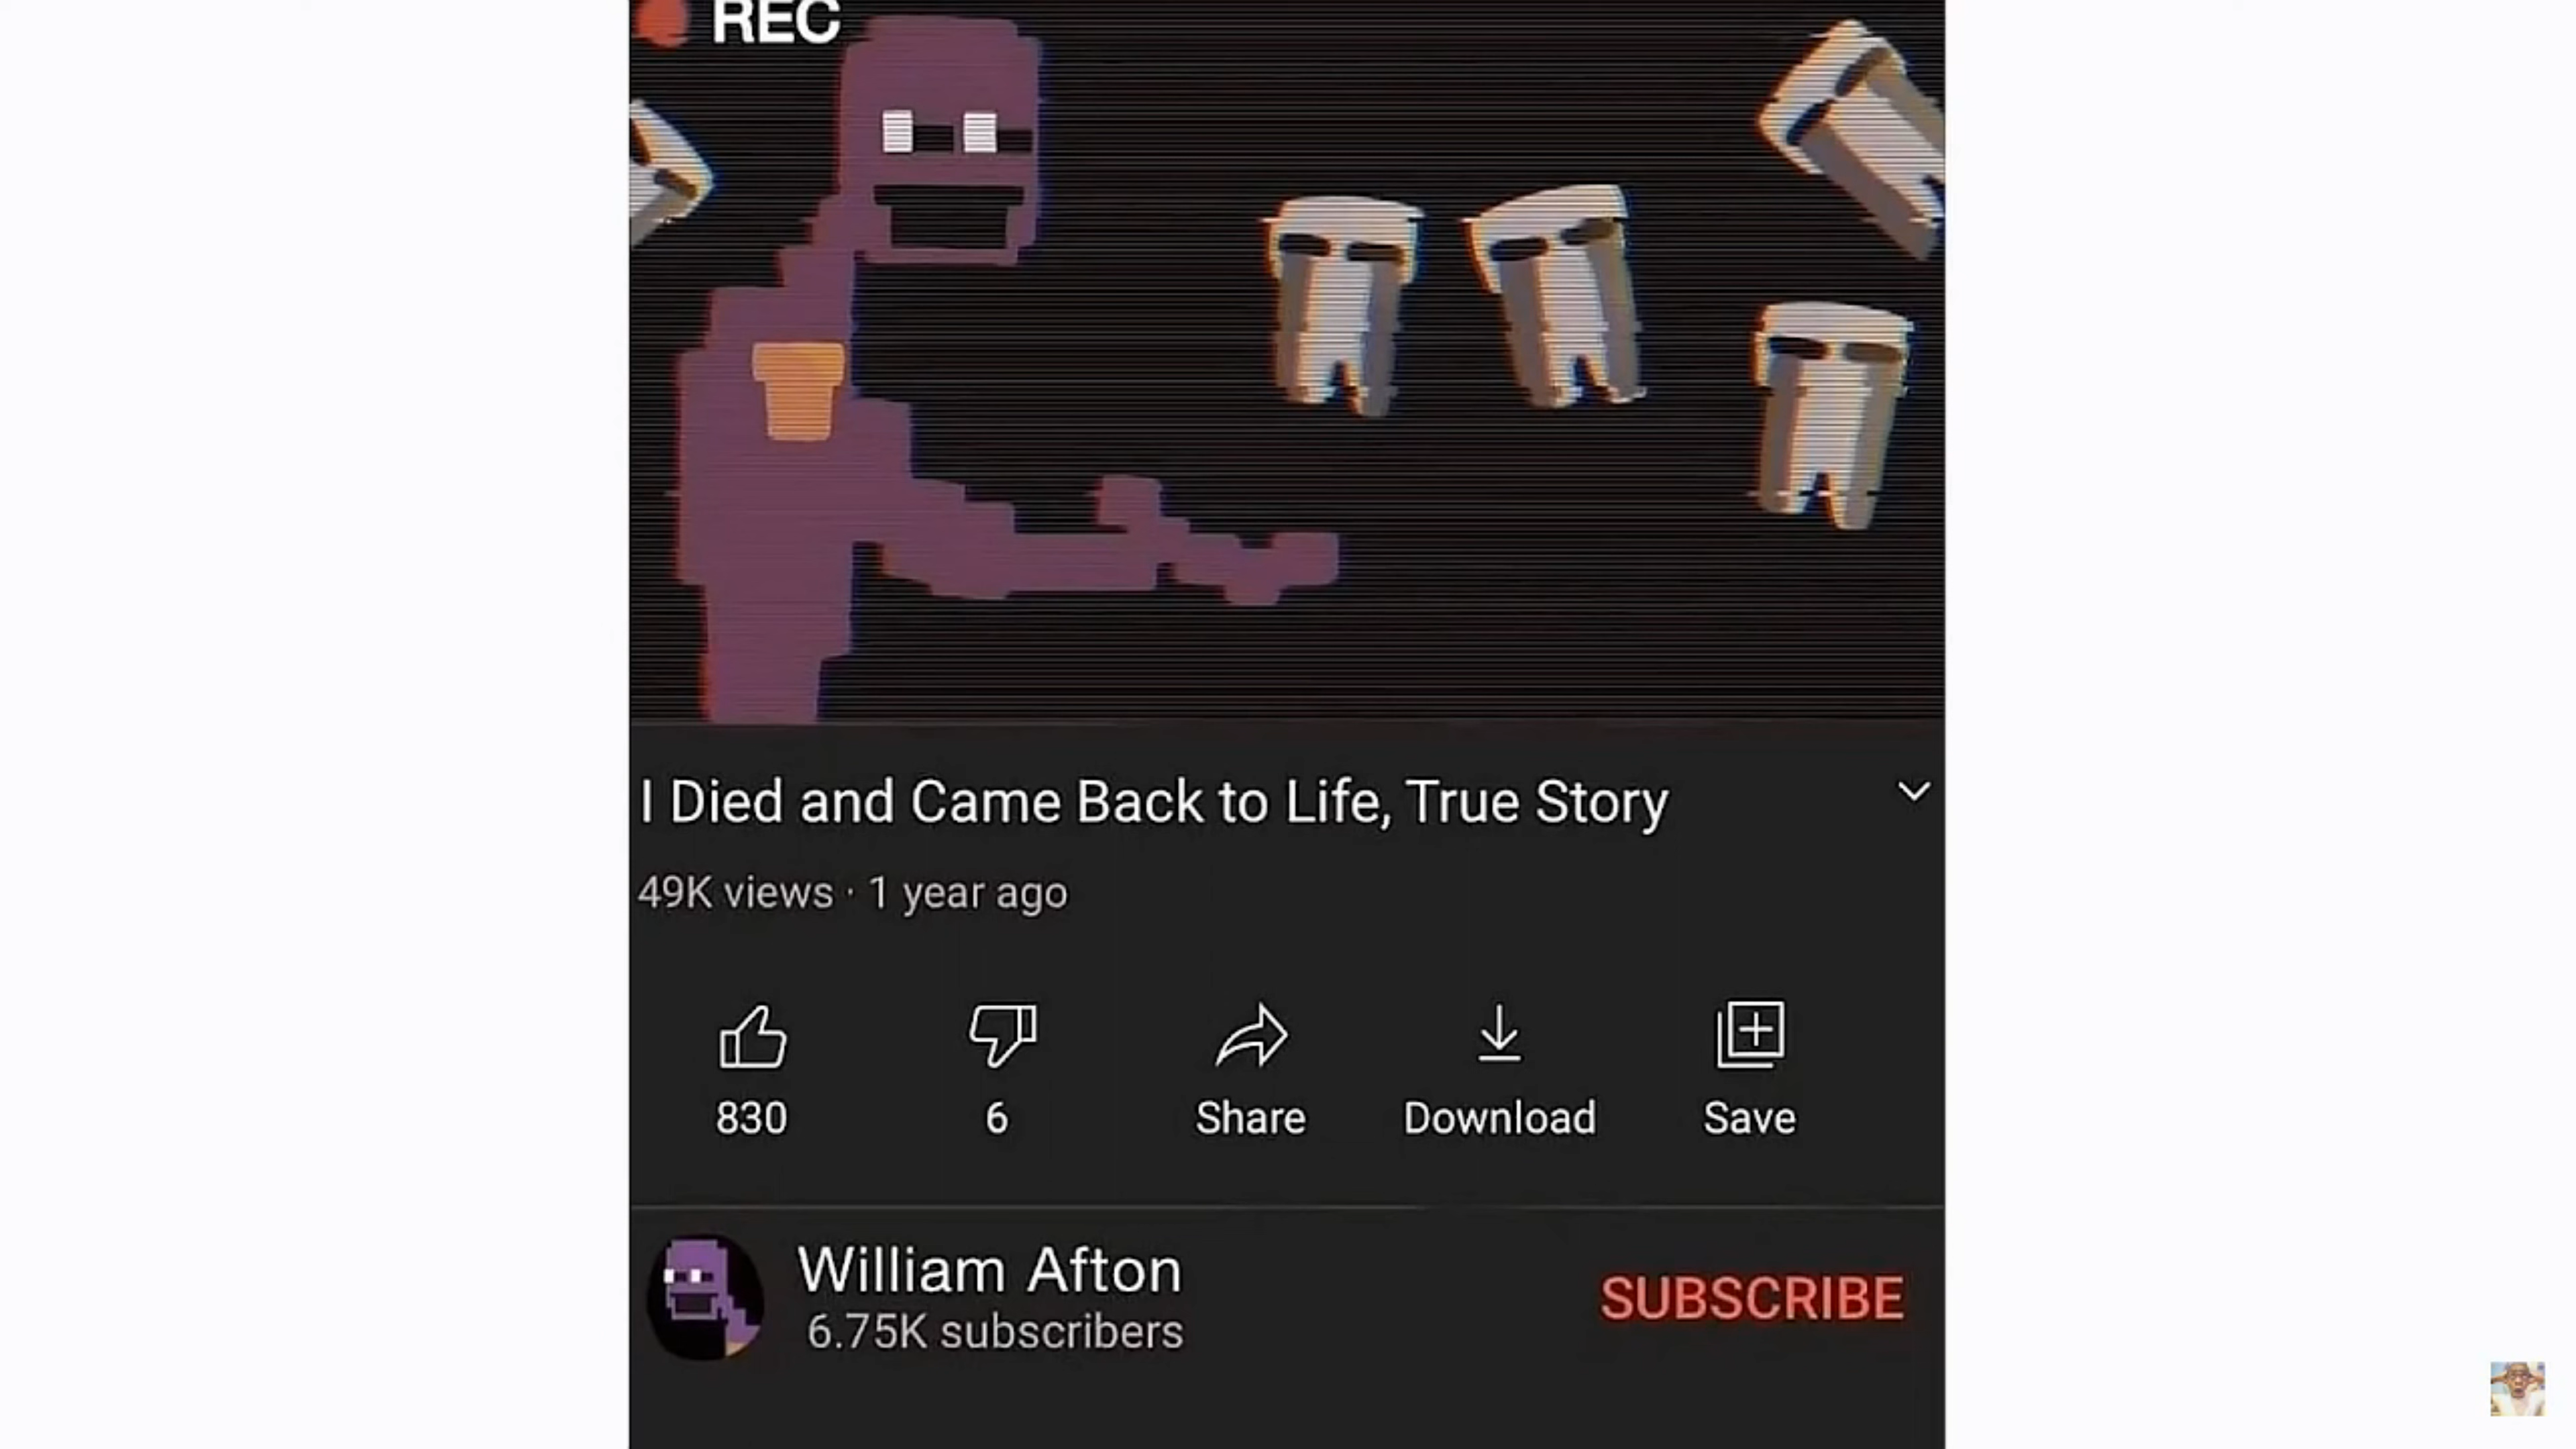 REC
I Died and Came Back to Life, True Story
49K views · 1 year ago
830
6
Share
Download
Save
William Afton
6.75K subscribers
SUBSCRIBE